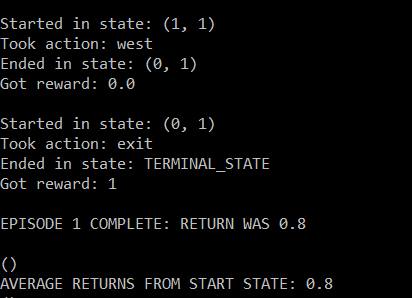 Started in state: (1, 1)
Took action: west
Ended in state: (0, 1)
Got reward: 0.0
Started in state: (0, 1)
Took action: exit
Ended in state: TERMINAL_STATE
Got reward: 1
EPISODE 1 COMPLETE: RETURN WAS 0.8
()
AVERAGE RETURNS FROM START STATE: 0.8